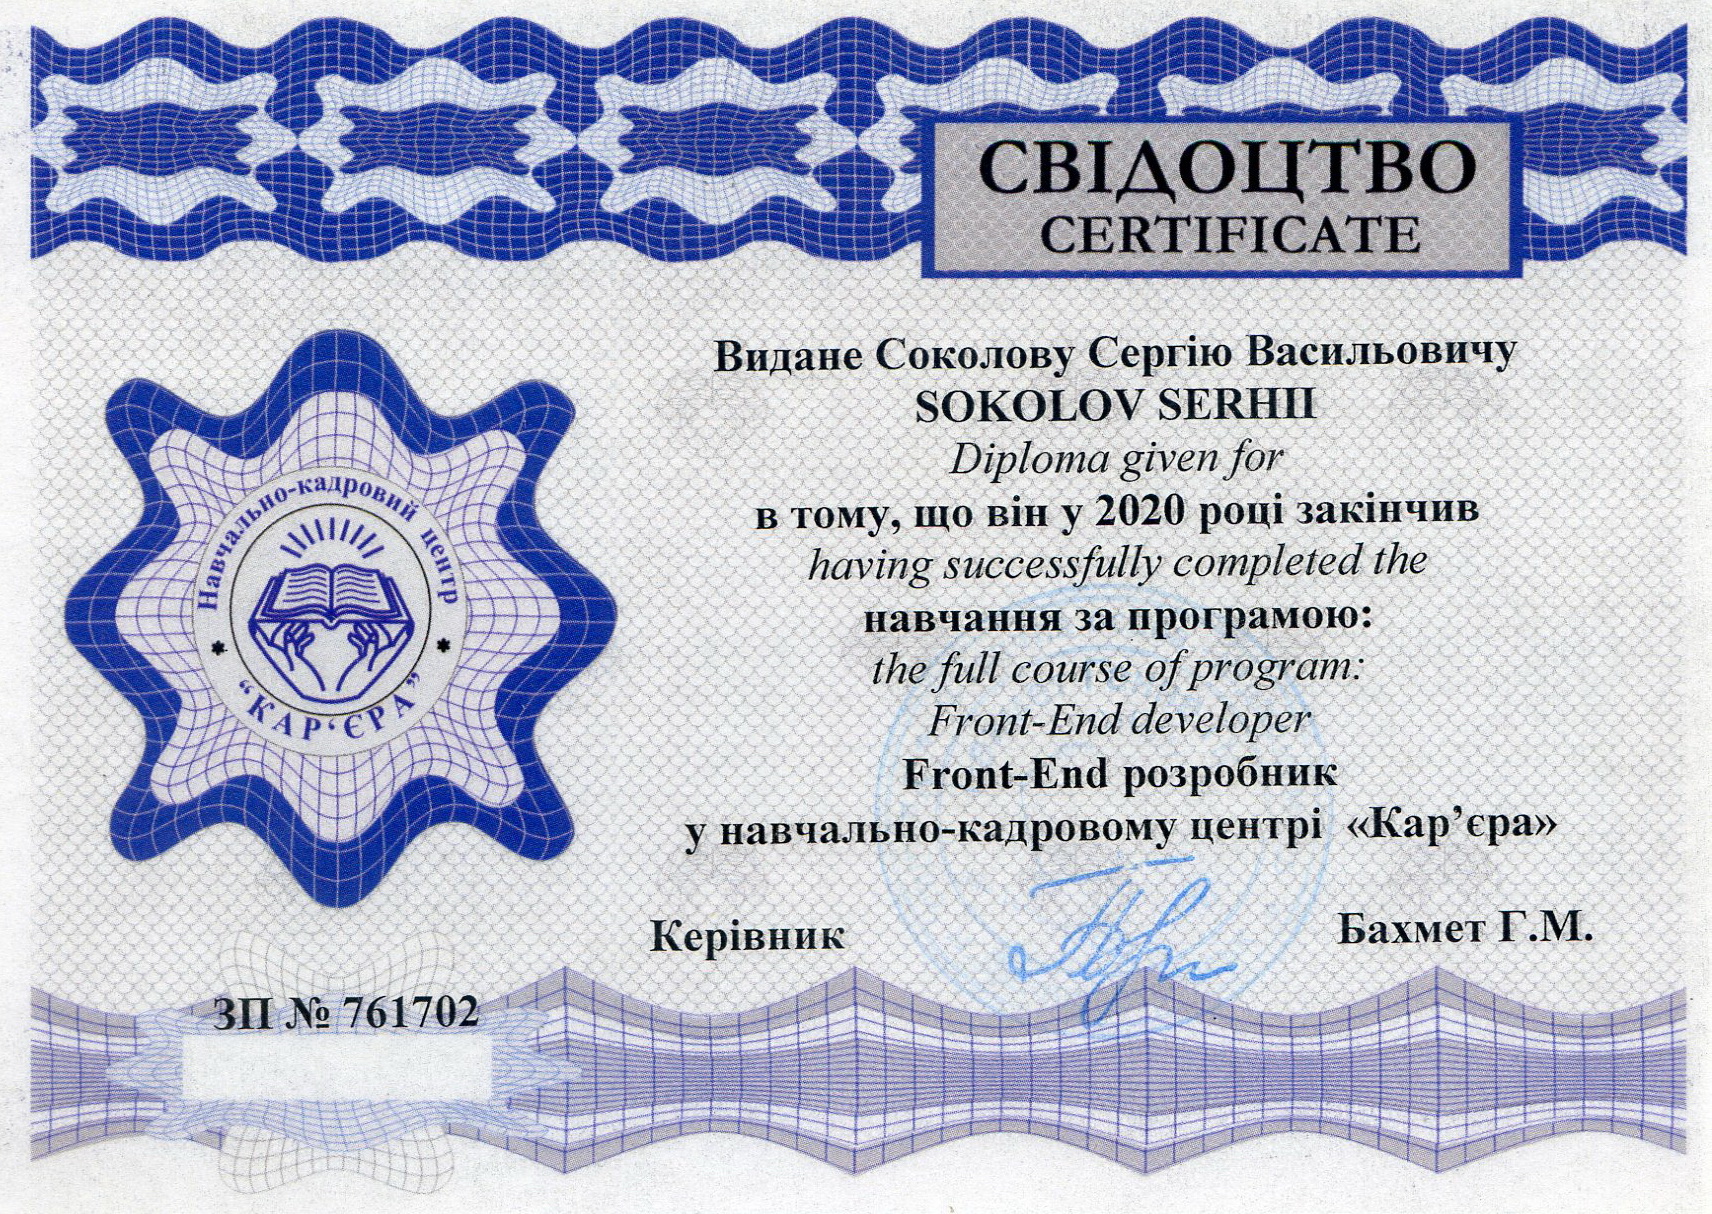 СВІДОЦТВО
CERTIFICATE
Видане Соколову Сергію Васильовичу
SOKOLOV SERHII
Diploma given for
в тому, що він у 2020 році закінчив
having successfully completed the
навчання за програмою:
the full course of program:
Front-End developer
Front-End розробник
у навчально-кадровому центрі «Кар’єра»
Керівник
Бахмет Г.М.
Навчально-кадровий центр
“КАР‘ЄРА”
ЗП № 761702